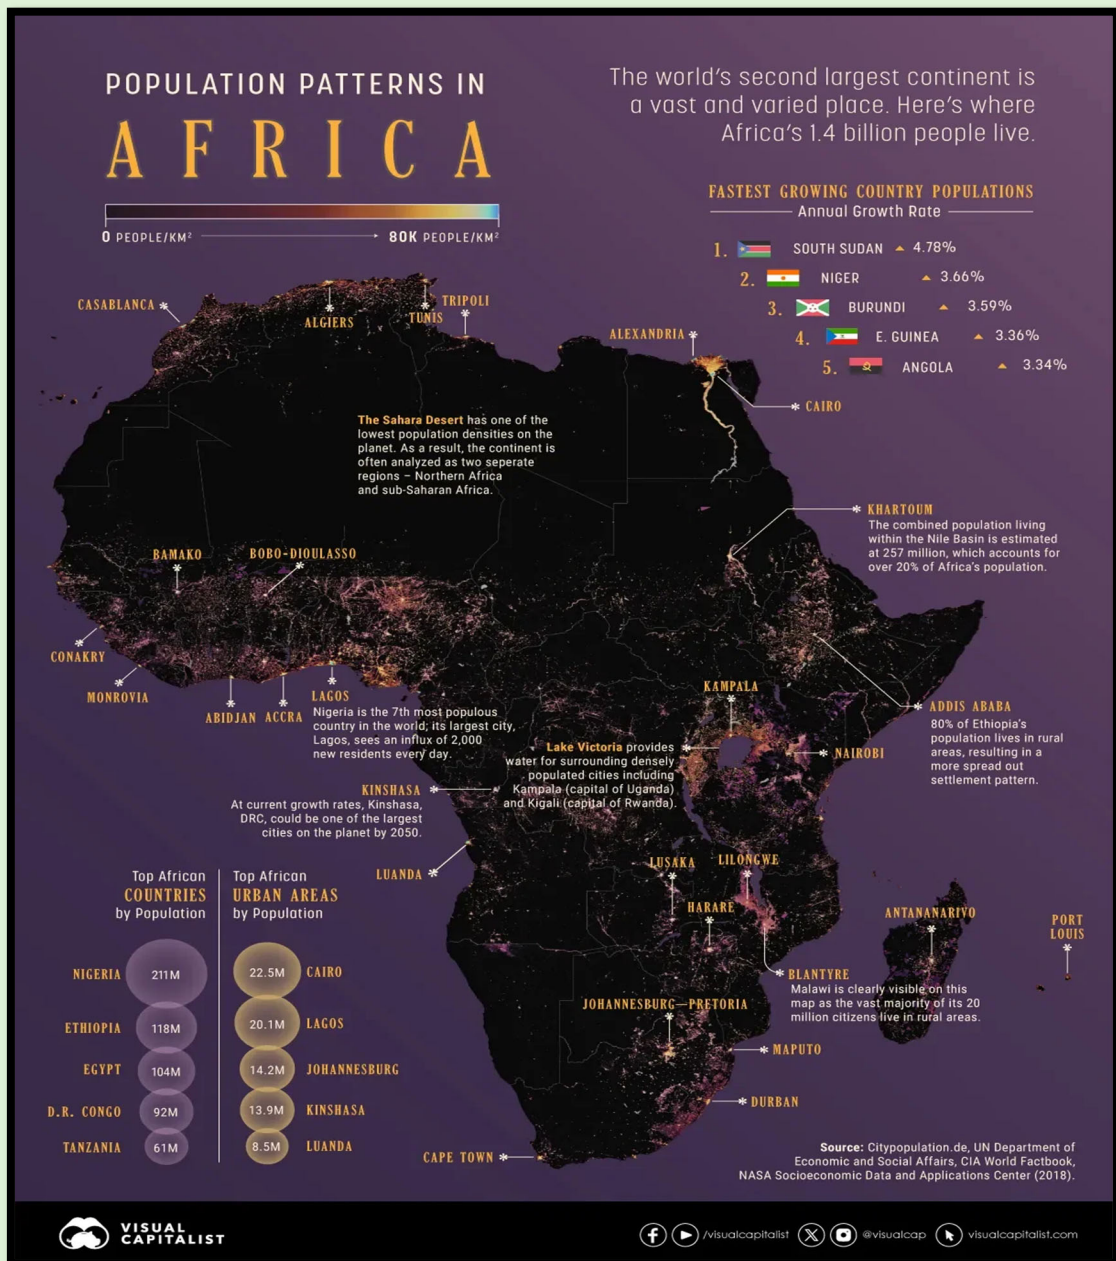 POPULATION PATTERNS IN
AFRICA
0 PEOPLE/KM²
80K PEOPLE/KM²
The world's second largest continent is
a vast and varied place. Here's where
Africa's 1.4 billion people live.
FASTEST GROWING COUNTRY POPULATIONS
Annual Growth Rate
1. SOUTH SUDAN 4.78%
2. NIGER 3.66%
3. BURUNDI 3.59%
4. E. GUINEA 3.36%
5. ANGOLA 3.34%
CASABLANCA
ALGIERS
TUNIS
TRIPOLI
ALEXANDRIA
CAIRO
The Sahara Desert has one of the
lowest population densities on the
planet. As a result, the continent is
often analyzed as two seperate
regions – Northern Africa
and sub-Saharan Africa.
KHARTOUM
The combined population living
within the Nile Basin is estimated
at 257 million, which accounts for
over 20% of Africa's population.
BAMAKO
BOBO-DIOULASSO
CONAKRY
MONROVIA
ABIDJAN
ACCRA
LAGOS
Nigeria is the 7th most populous
country in the world; its largest city,
Lagos, sees an influx of 2,000
new residents every day.
KAMPALA
ADDIS ABABA
80% of Ethiopia's
population lives in rural
areas, resulting in a
more spread out
settlement pattern.
NAIROBI
Lake Victoria provides
water for surrounding densely
populated cities including
Kampala (capital of Uganda)
and Kigali (capital of Rwanda).
KINSHASA
At current growth rates, Kinshasa,
DRC, could be one of the largest
cities on the planet by 2050.
LUANDA
LUSAKA
LILONGWE
HARARE
ANTANANARIVO
PORT
LOUIS
BLANTYRE
Malawi is clearly visible on this
map as the vast majority of its 20
million citizens live in rural areas.
JOHANNESBURG–PRETORIA
MAPUTO
DURBAN
CAPE TOWN
Top African
COUNTRIES
by Population
NIGERIA 211M
ETHIOPIA 118M
EGYPT 104M
D.R. CONGO 92M
TANZANIA 61M
Top African
URBAN AREAS
by Population
22.5M CAIRO
20.1M LAGOS
14.2M JOHANNESBURG
13.9M KINSHASA
8.5M LUANDA
Source: Citypopulation.de, UN Department of
Economic and Social Affairs, CIA World Factbook,
NASA Socioeconomic Data and Applications Center (2018).
VISUAL
CAPITALIST
/visualcapitalist
@visualcap
visualcapitalist.com